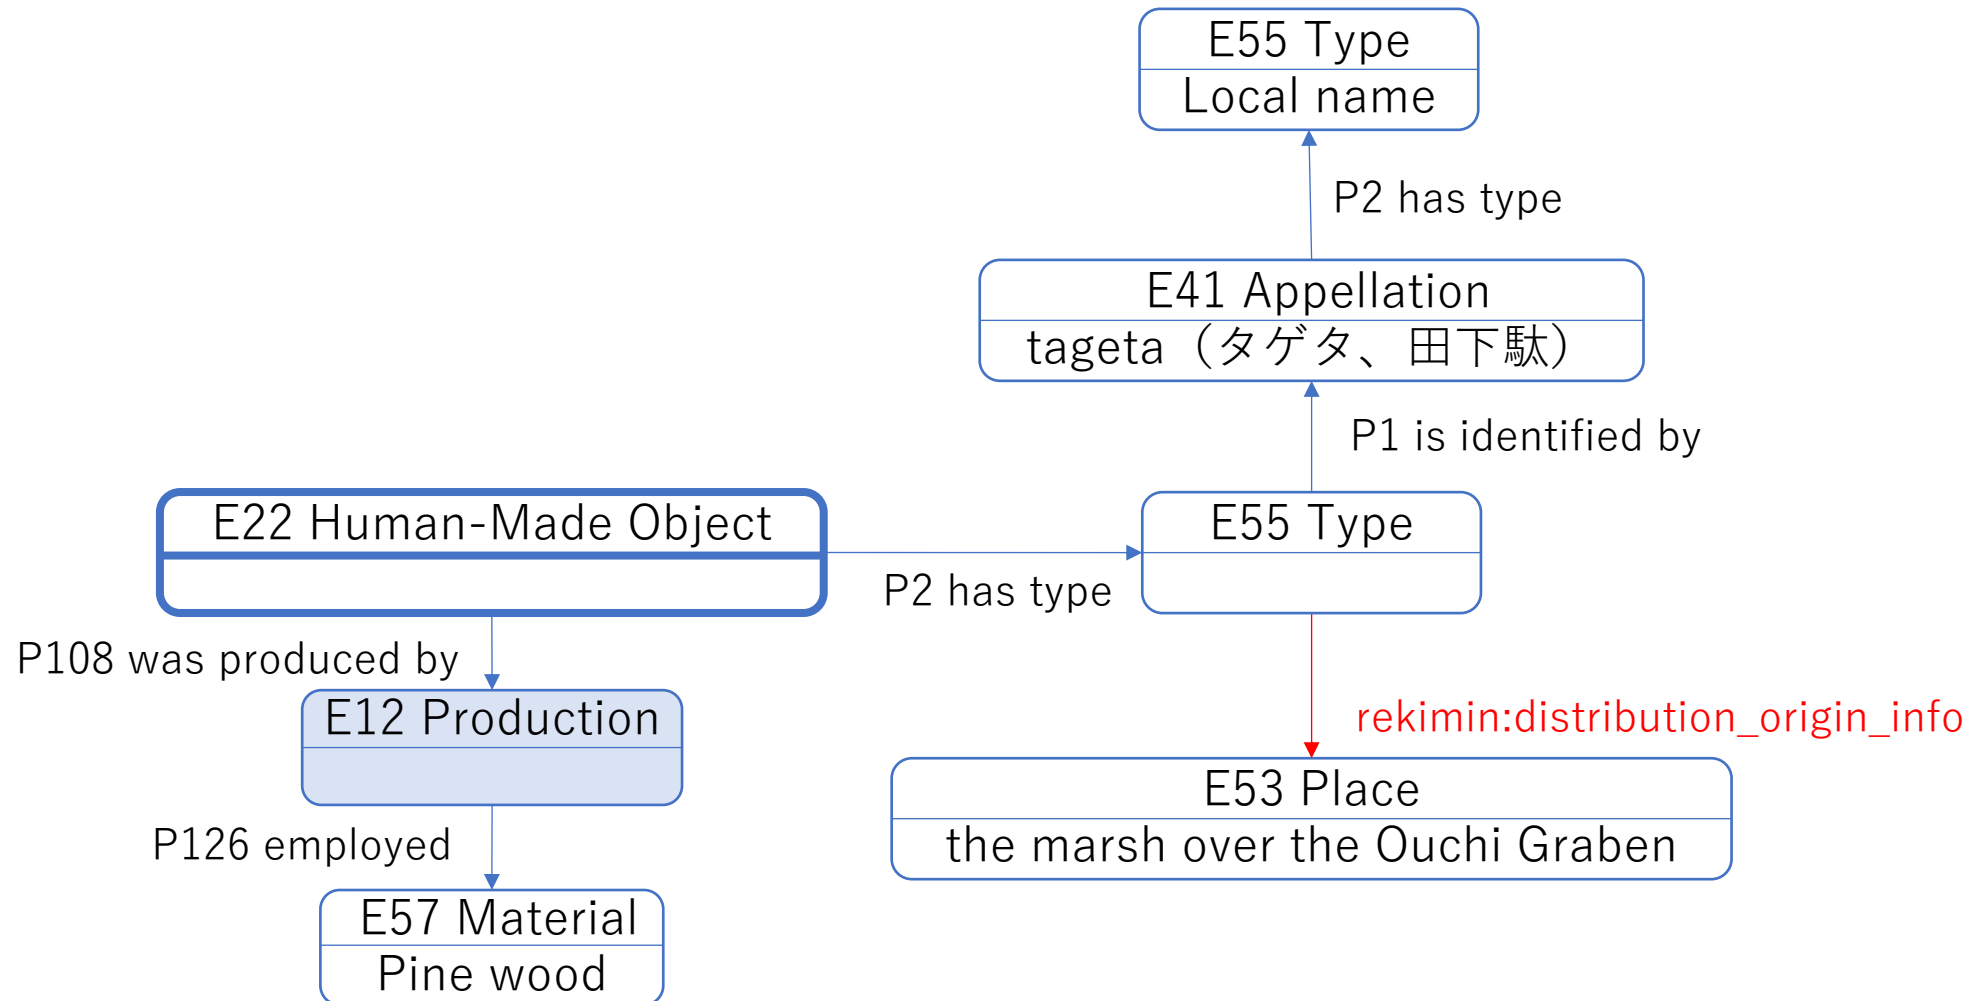 E55 Type
Local name
P2 has type
E41 Appellation
tageta（タゲタ、田下駄）
P1 is identified by
E22 Human-Made Object
E55 Type
P2 has type
P108 was produced by
E12 Production
rekimin:distribution_origin_info
E53 Place
the marsh over the Ouchi Graben
P126 employed
E57 Material
Pine wood